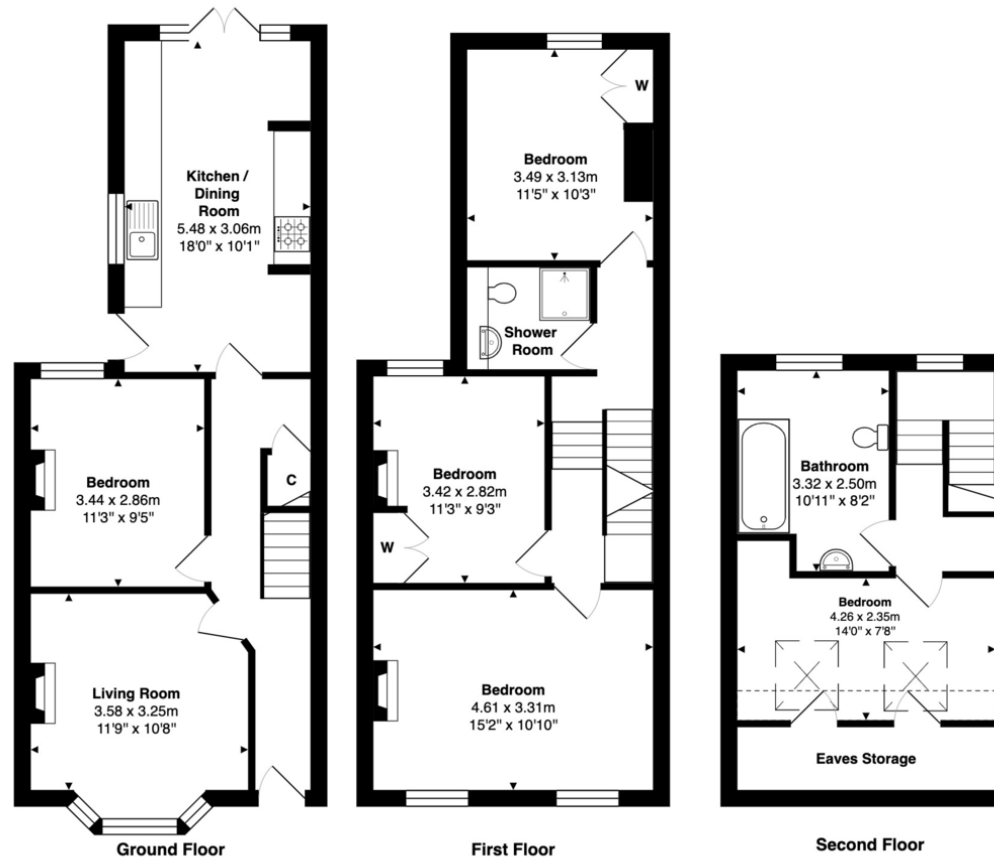 Kitchen /
Dining
Room
5.48 x 3.06m
18'0" x 10'1"
Bedroom
3.44 x 2.86m
11'3" x 9'5"
C
Living Room
3.58 x 3.25m
11'9" x 10'8"
Ground Floor
W
Bedroom
3.49 x 3.13m
11'5" x 10'3"
Shower
Room
Bedroom
3.42 x 2.82m
11'3" x 9'3"
W
Bedroom
4.61 x 3.31m
15'2" x 10'10"
First Floor
Bathroom
3.32 x 2.50m
10'11" x 8'2"
Bedroom
4.26 x 2.35m
14'0" x 7'8"
Eaves Storage
Second Floor